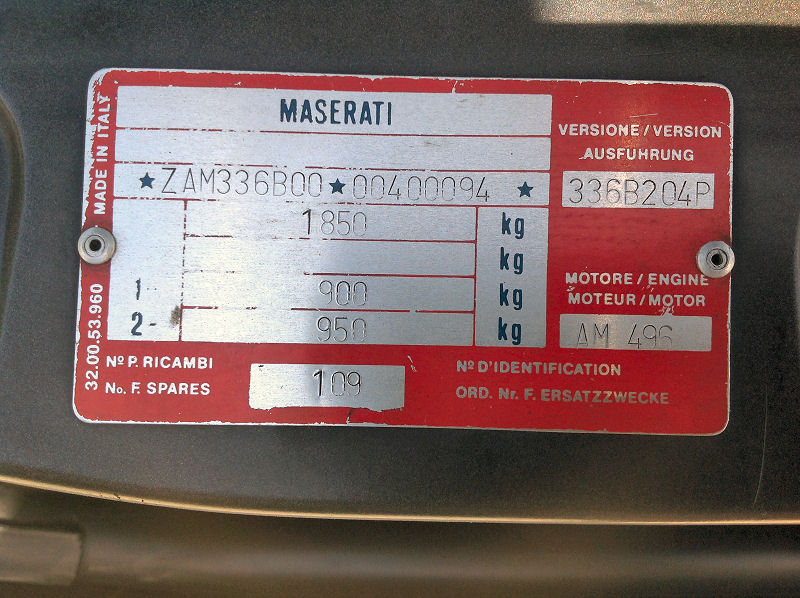 MASERATI
★ZAM336B00★00400094 ★
1850 kg
kg
1- 900 kg
2- 950 kg
MADE IN ITALY
32.00.53.960
VERSIONE/VERSION
AUSFUHRUNG
336B204P
MOTORE/ENGINE
MOTEUR/MOTOR
AM 496
Nº P. RICAMBI
No. F. SPARES
109
Nº D'IDENTIFICATION
ORD. Nr. F. ERSATZZWECKE